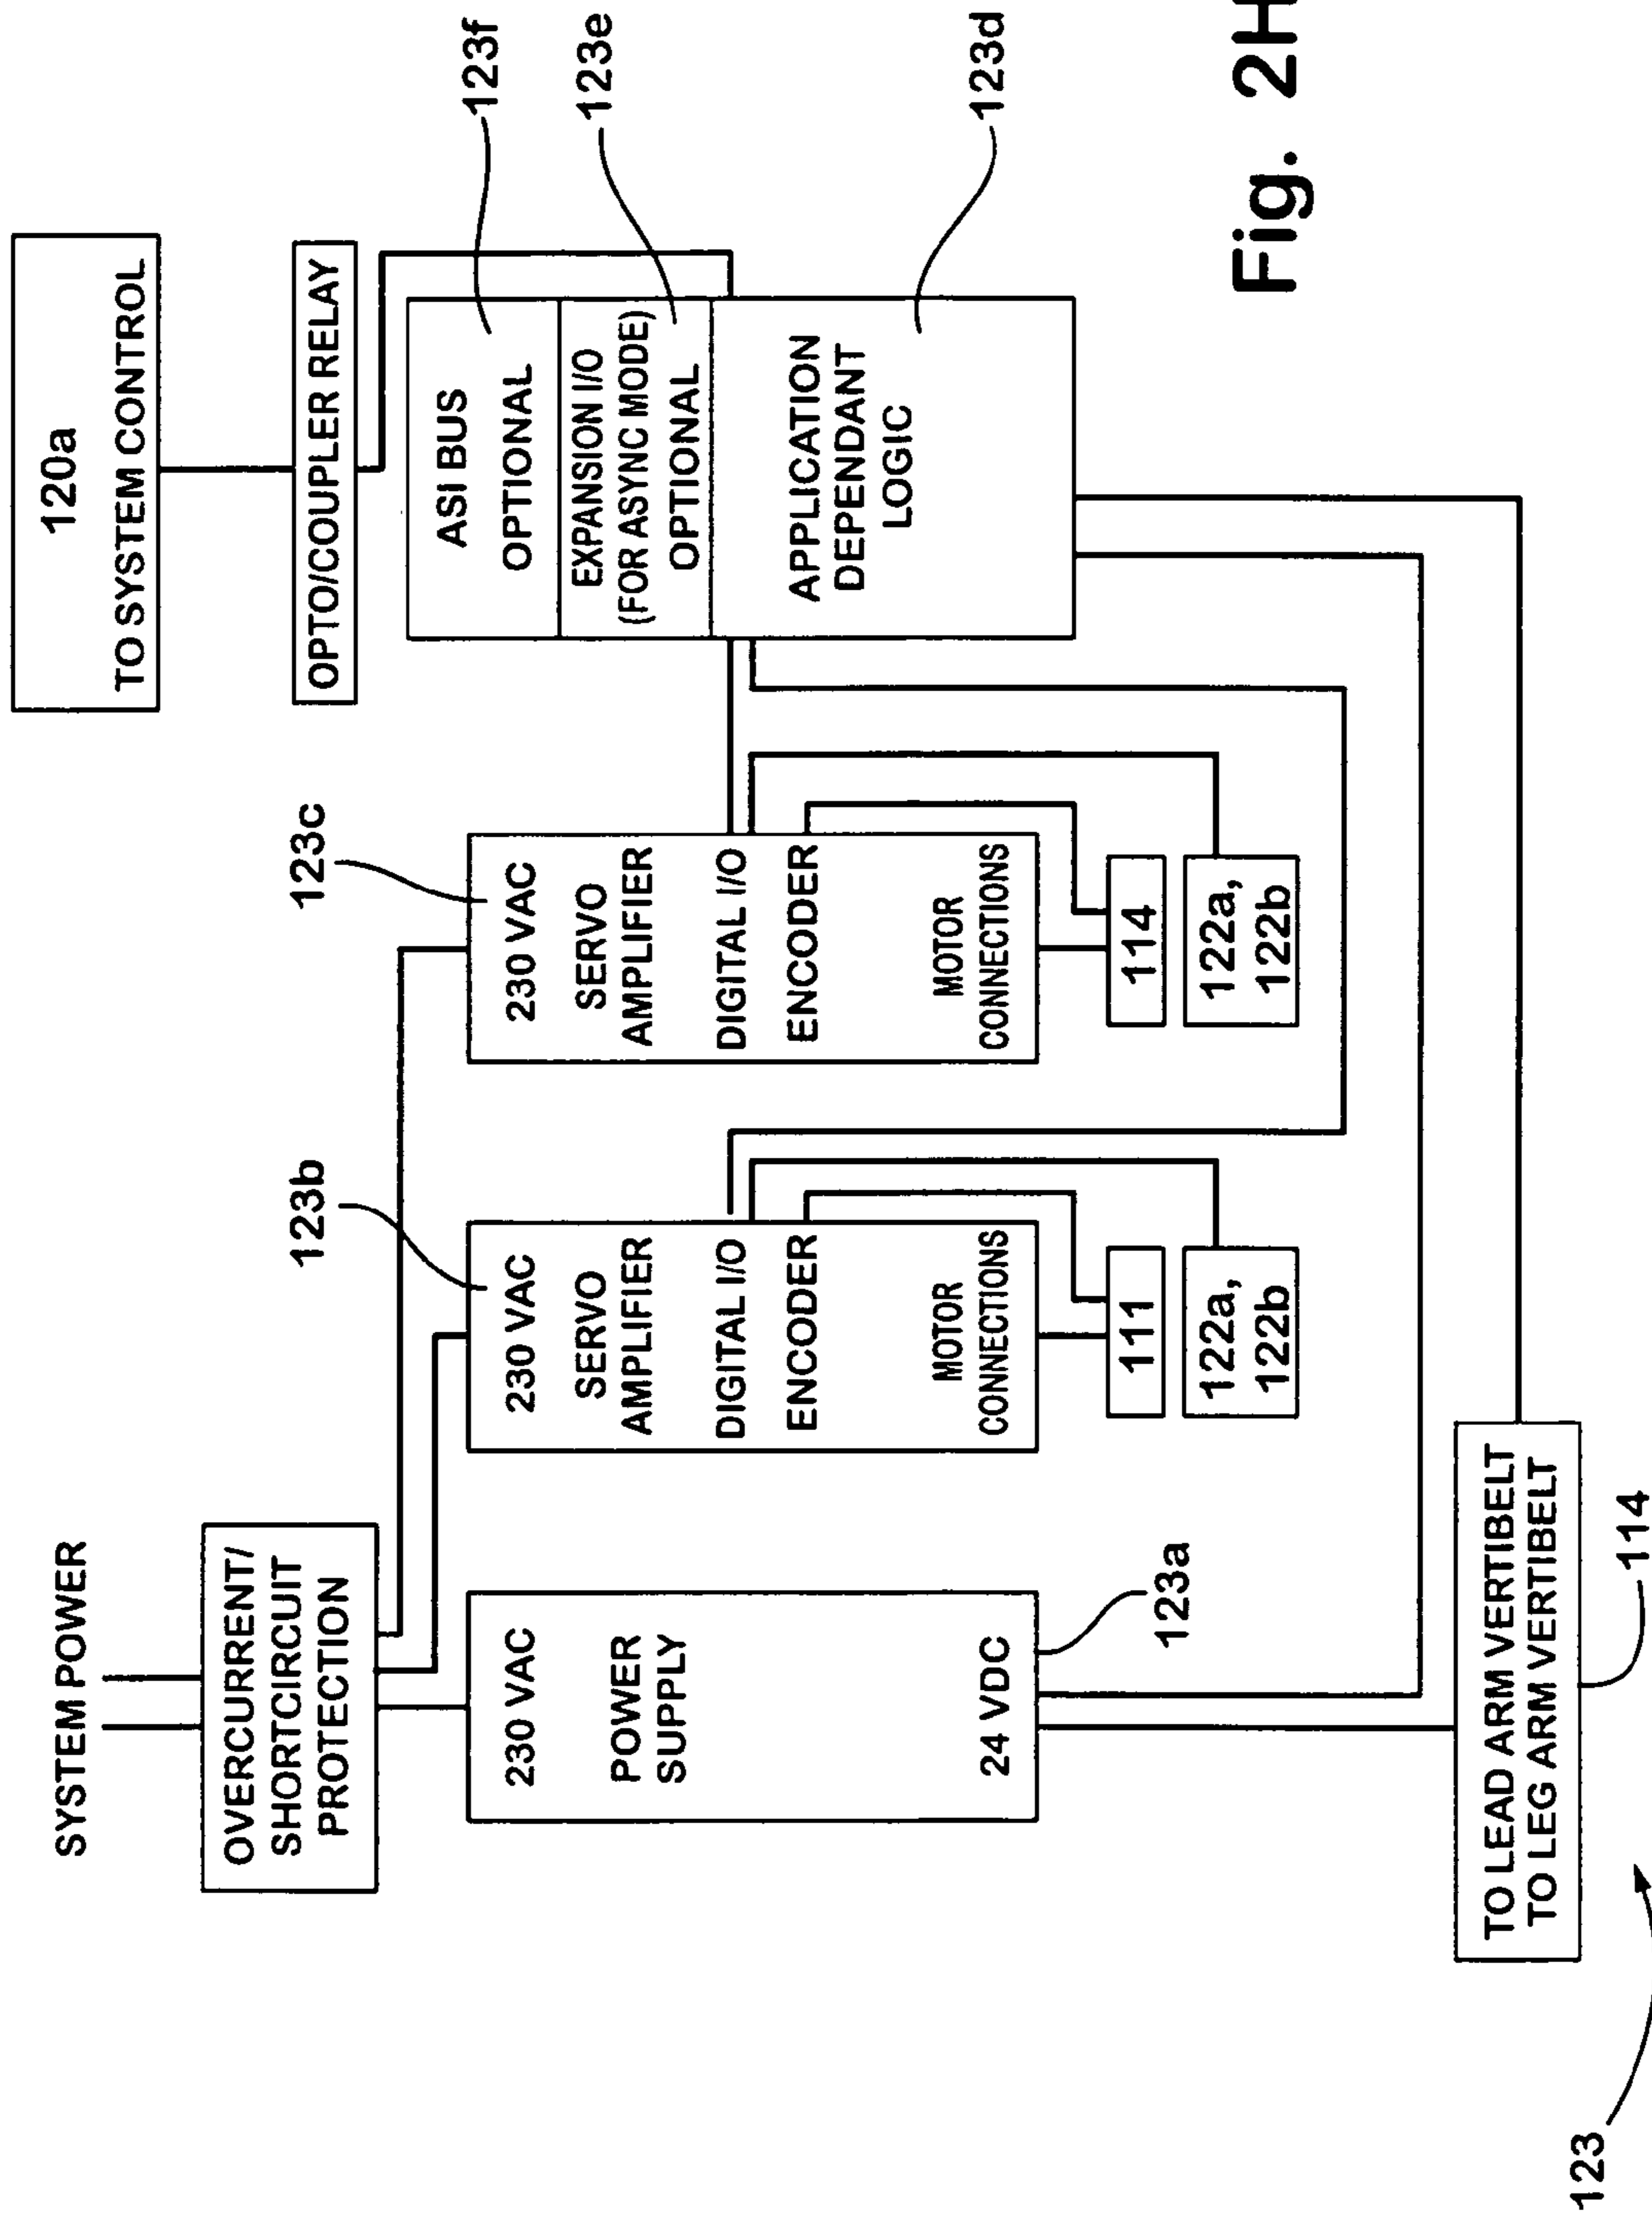 SYSTEM POWER
OVERCURRENT/
SHORTCIRCUIT
PROTECTION
230 VAC
POWER
SUPPLY
24 VDC
123a
123b
230 VAC
SERVO
AMPLIFIER
DIGITAL I/O
ENCODER
MOTOR
CONNECTIONS
111
122a,
122b
123c
230 VAC
SERVO
AMPLIFIER
DIGITAL I/O
ENCODER
MOTOR
CONNECTIONS
114
122a,
122b
120a
TO SYSTEM CONTROL
OPTO/COUPLER RELAY
ASI BUS
OPTIONAL
EXPANSION I/O
(FOR ASYNC MODE)
OPTIONAL
APPLICATION
DEPENDANT
LOGIC
123f
123e
123d
TO LEAD ARM VERTIBELT
TO LEG ARM VERTIBELT
114
123
Fig. 2H